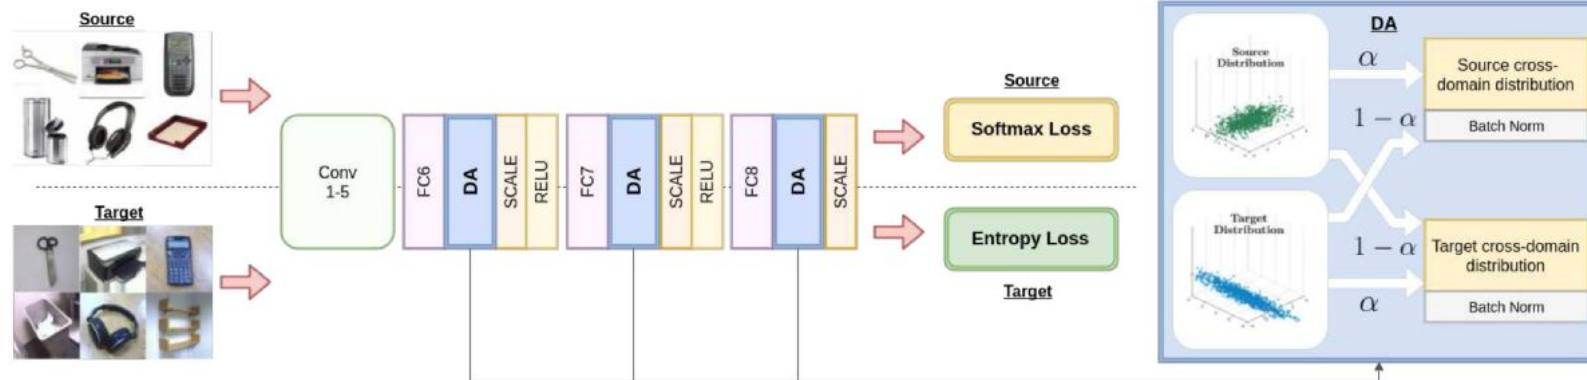 Source
Target
Conv
1-5
FC6
DA
SCALE
RELU
FC7
DA
SCALE
RELU
FC8
DA
SCALE
Source
Softmax Loss
Entropy Loss
Target
DA
Source
Distribution
Target
Distribution
α
1 − α
1 − α
α
Source cross-
domain distribution
Batch Norm
Target cross-domain
distribution
Batch Norm